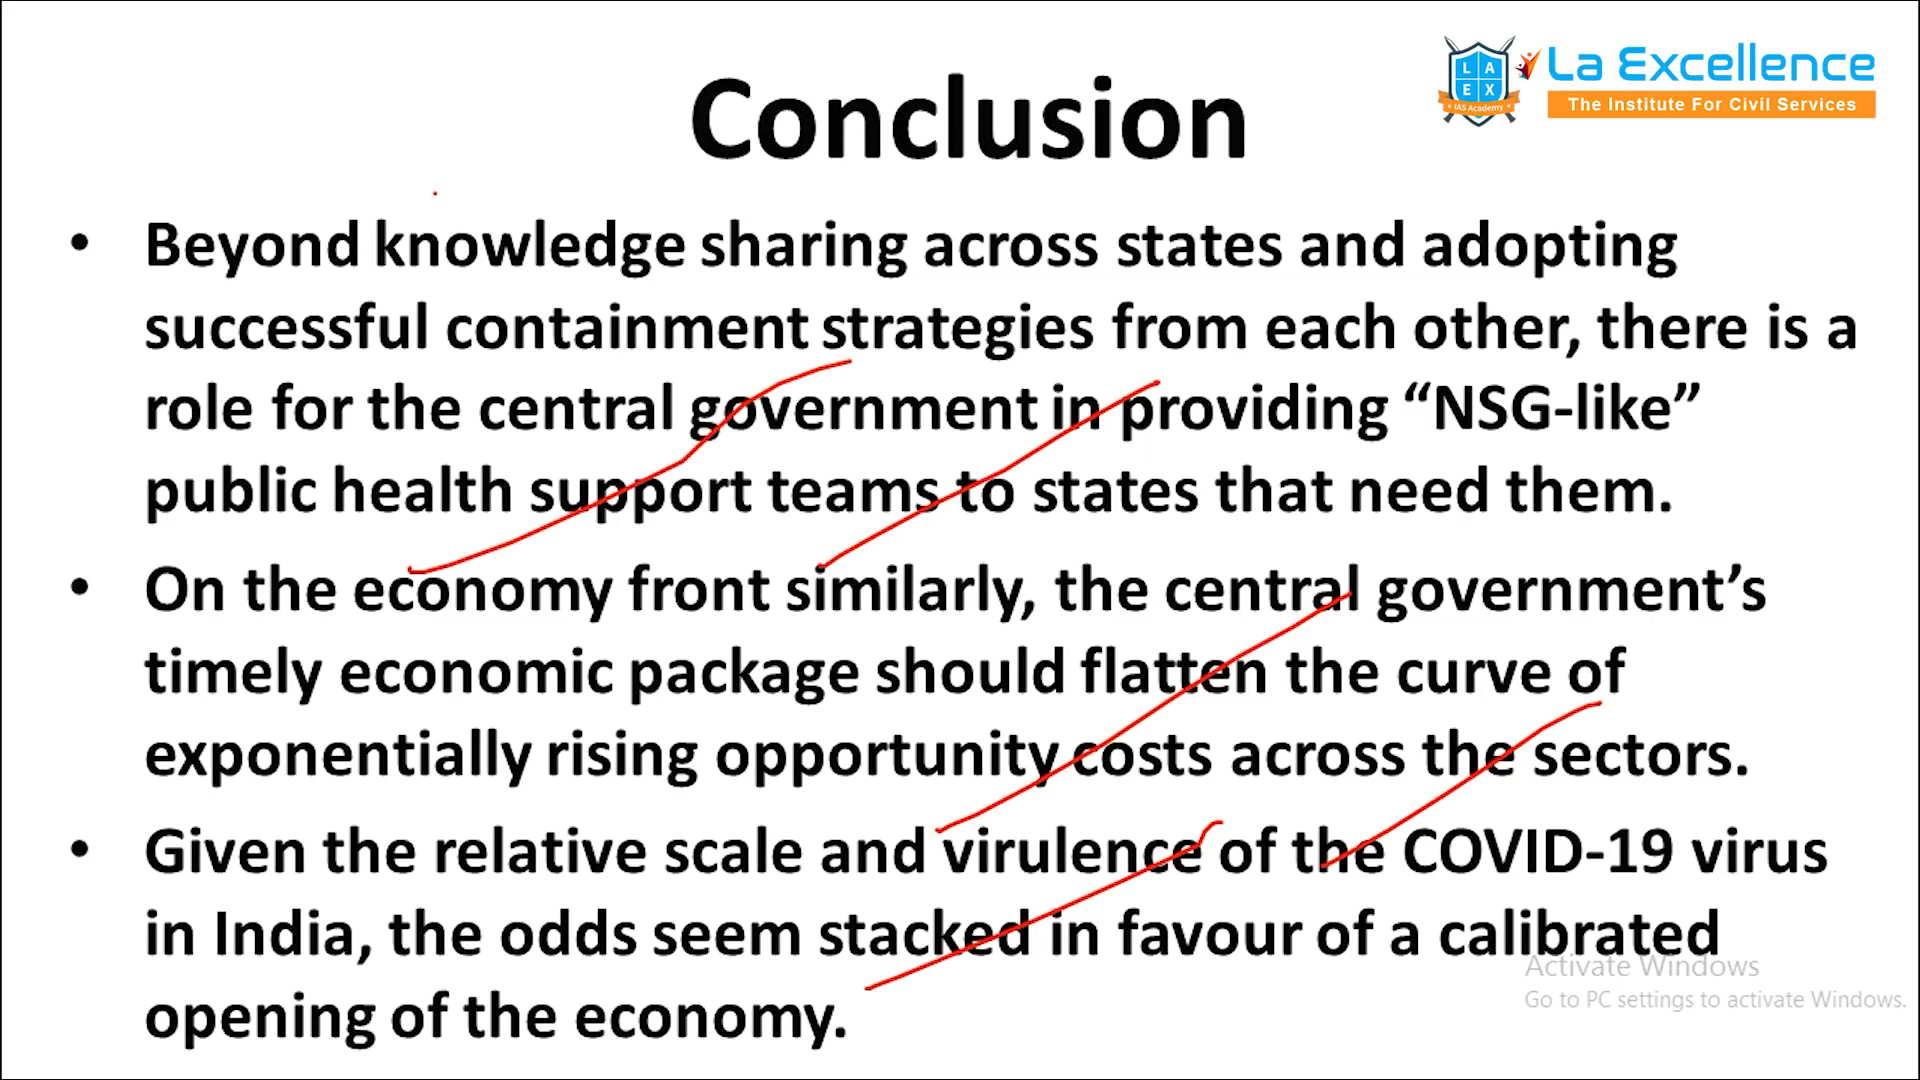 L A
E X
IAS Academy
La Excellence
The Institute For Civil Services
Conclusion
• Beyond knowledge sharing across states and adopting
successful containment strategies from each other, there is a
role for the central government in providing “NSG-like”
public health support teams to states that need them.
• On the economy front similarly, the central government’s
timely economic package should flatten the curve of
exponentially rising opportunity costs across the sectors.
• Given the relative scale and virulence of the COVID-19 virus
in India, the odds seem stacked in favour of a calibrated
opening of the economy.
Activate Windows
Go to PC settings to activate Windows.